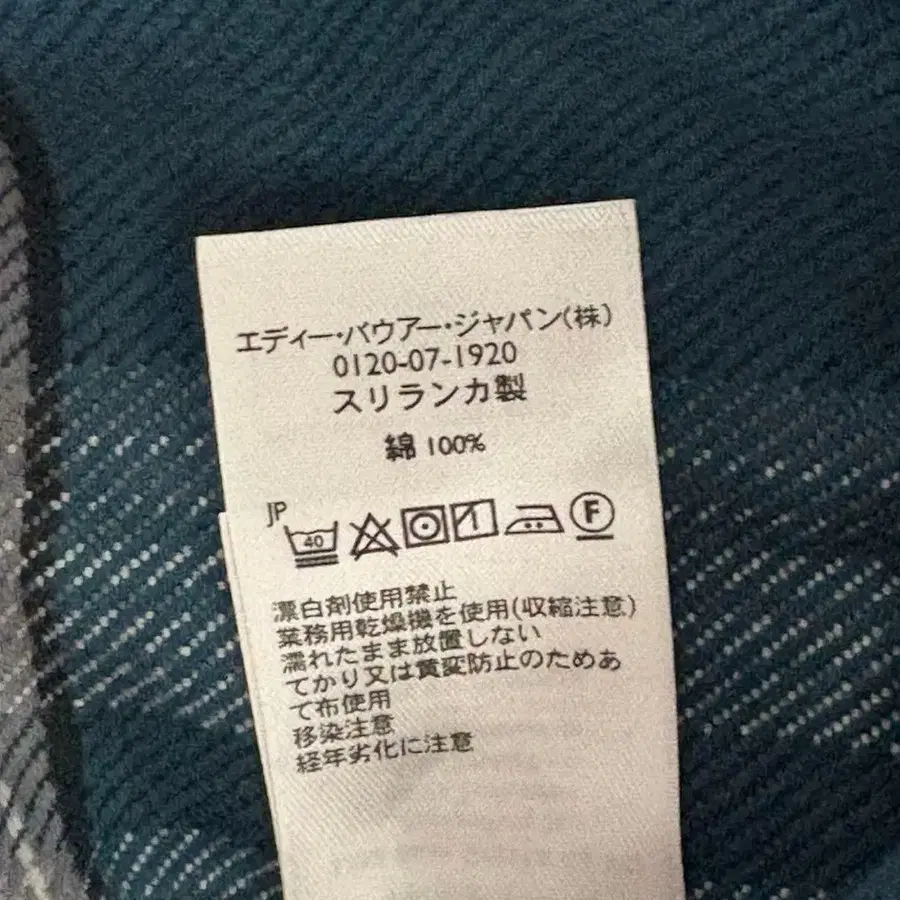 エディー・バウアー・ジャパン(株)
0120-07-1920
スリランカ製
綿 100%
JP
40
F
漂白剤使用禁止
業務用乾燥機を使用(収縮注意)
濡れたまま放置しない
てかり又は質変防止のためあ
て布使用
移染注意
経年劣化に注意